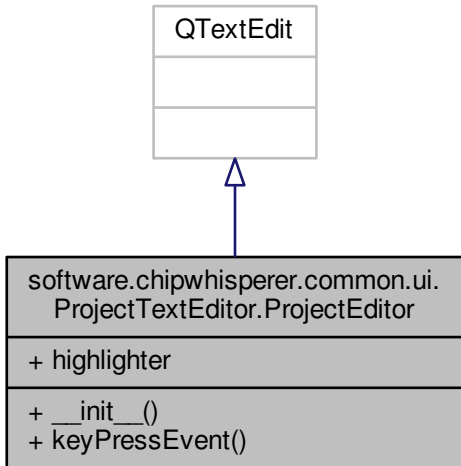 QTextEdit
software.chipwhisperer.common.ui.
ProjectTextEditor.ProjectEditor
+ highlighter
+ __init__()
+ keyPressEvent()